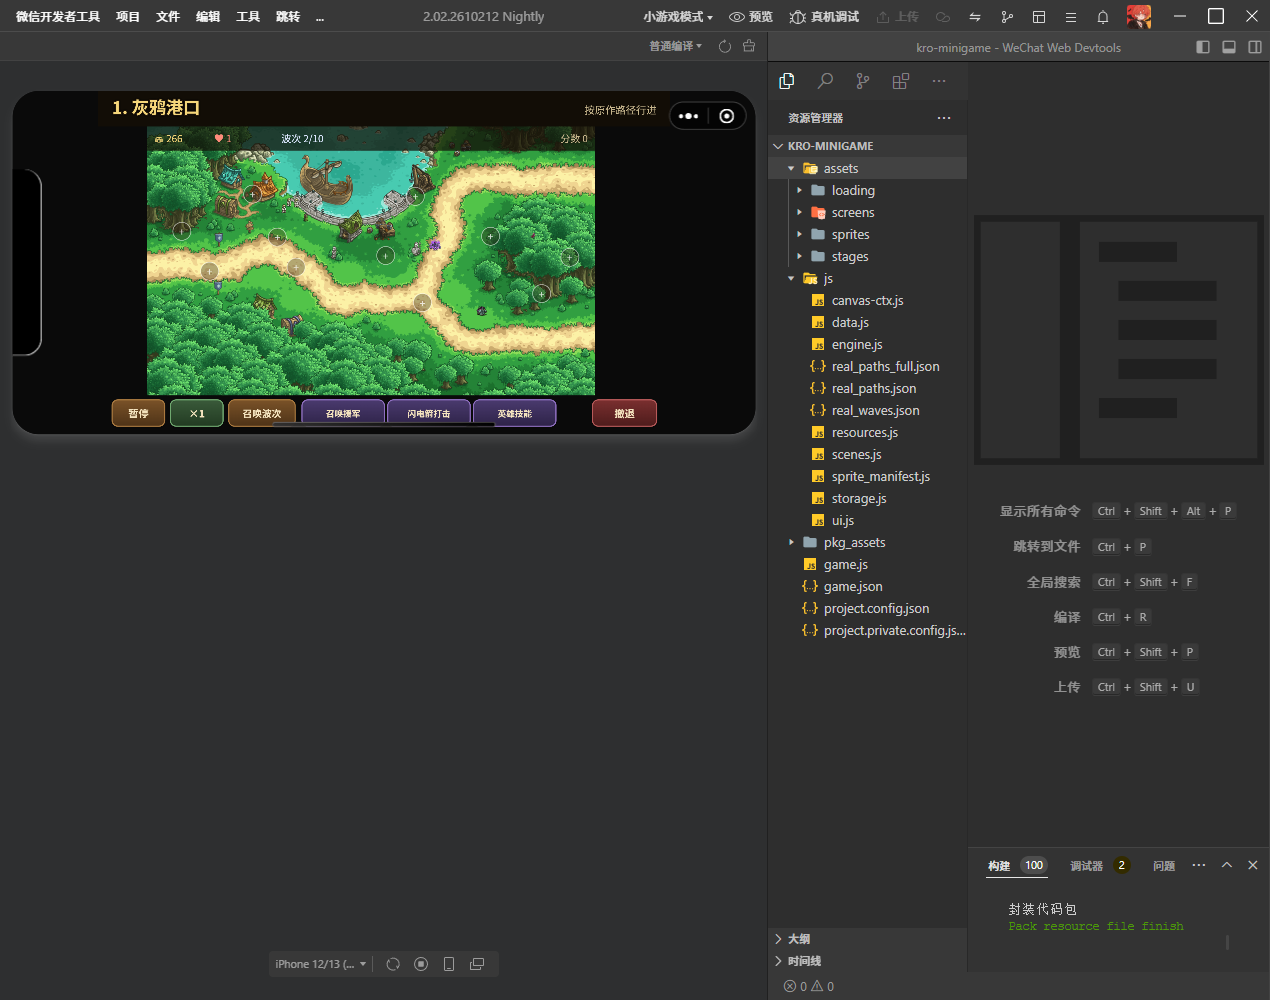 微信开发者工具 项目 文件 编辑 工具 跳转 ... 2.02.2610212 Nightly 小游戏模式 预览 真机调试 上传
普通编译
kro-minigame - WeChat Web Devtools
1. 灰鸦港口
按原作路径行进
266 1 波次 2/10 分数 0
暂停 ×1 召唤波次 召唤援军 闪电箭打击 英雄技能 撤退
iPhone 12/13 (...
资源管理器
KRO-MINIGAME
assets
loading
screens
sprites
stages
js
canvas-ctx.js
data.js
engine.js
real_paths_full.json
real_paths.json
real_waves.json
resources.js
scenes.js
sprite_manifest.js
storage.js
ui.js
pkg_assets
game.js
game.json
project.config.json
project.private.config.js...
大纲
时间线
0 0
显示所有命令 Ctrl + Shift + Alt + P
跳转到文件 Ctrl + P
全局搜索 Ctrl + Shift + F
编译 Ctrl + R
预览 Ctrl + Shift + P
上传 Ctrl + Shift + U
构建 100 调试器 2 问题
封装代码包
Pack resource file finish